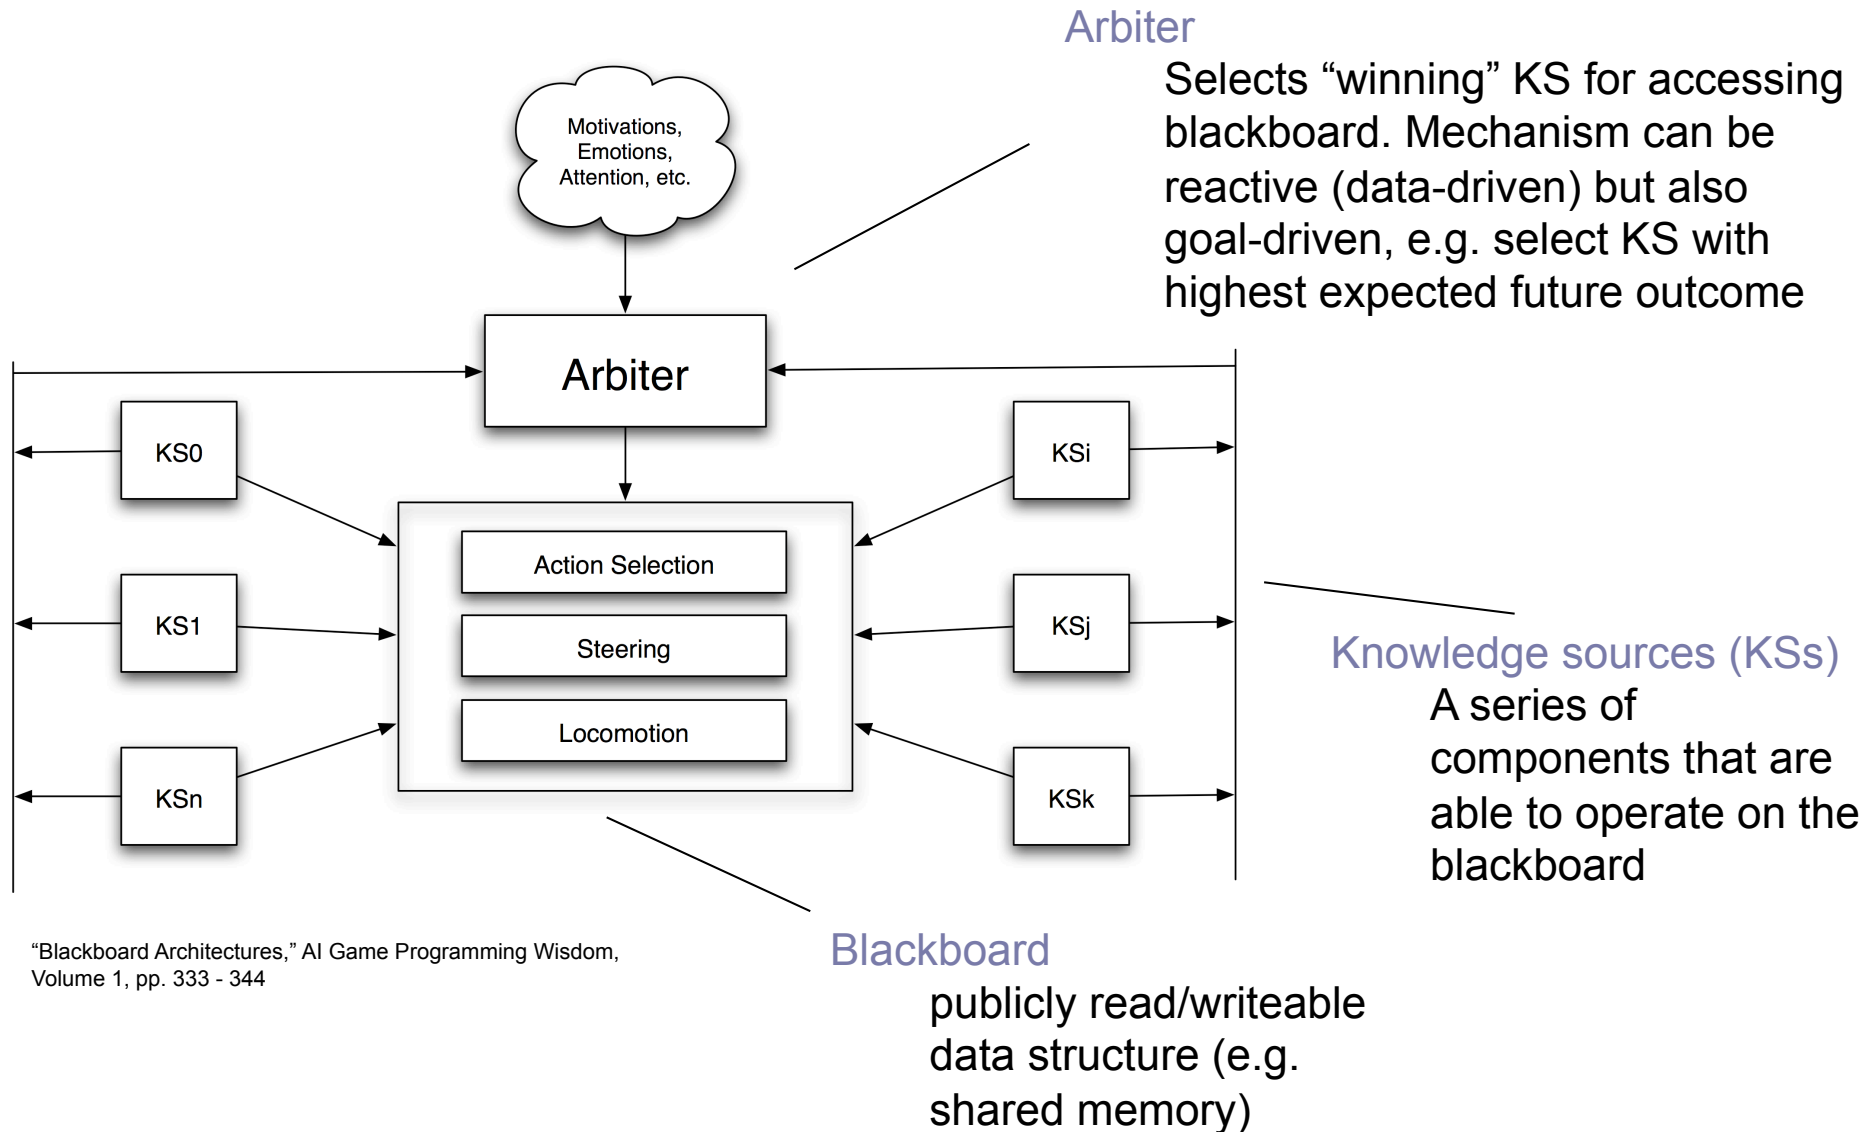 Arbiter
Selects “winning” KS for accessing
blackboard. Mechanism can be
reactive (data-driven) but also
goal-driven, e.g. select KS with
highest expected future outcome
Motivations,
Emotions,
Attention, etc.
Arbiter
KS0
KSi
Action Selection
KS1
Steering
KSj
Locomotion
KSn
KSk
Knowledge sources (KSs)
A series of
components that are
able to operate on the
blackboard
“Blackboard Architectures,” AI Game Programming Wisdom,
Volume 1, pp. 333 - 344
Blackboard
publicly read/writeable
data structure (e.g.
shared memory)